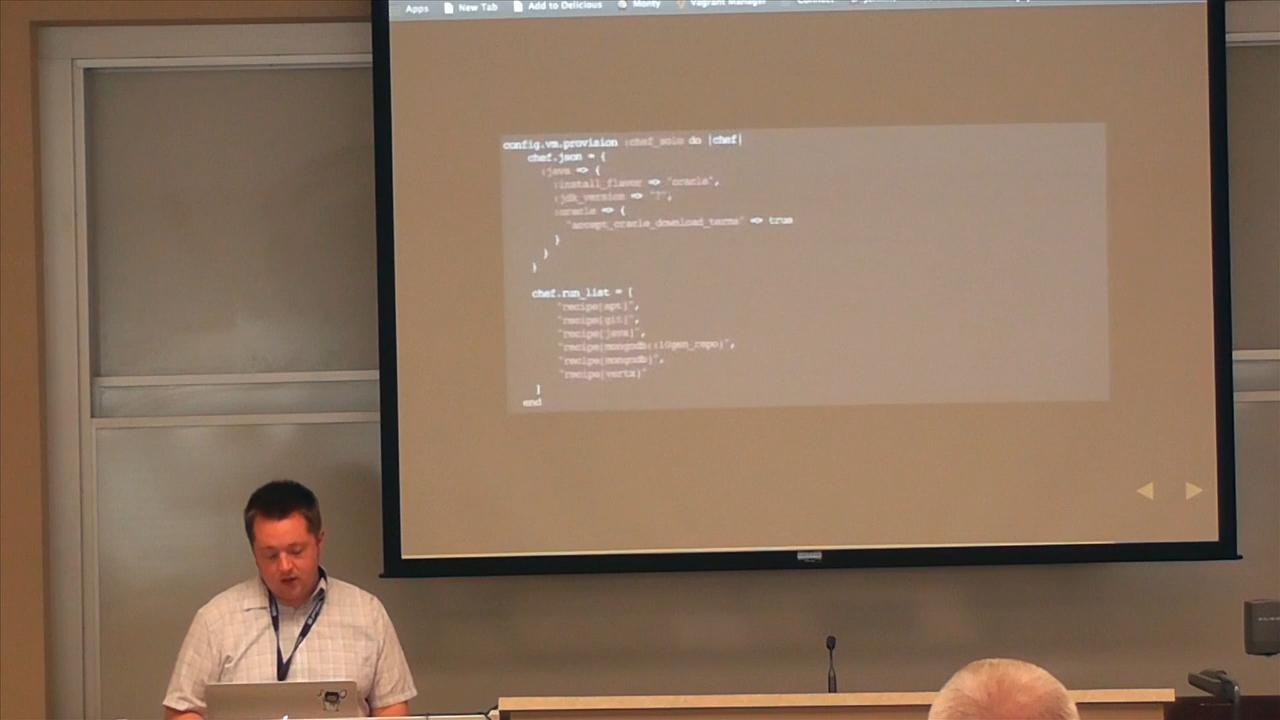 Apps New Tab Add to Delicious Monty Vagrant Manager Connect
config.vm.provision :chef_solo do |chef|
chef.json = {
:java => {
:install_flavor => "oracle",
:jdk_version => "7",
:oracle => {
"accept_oracle_download_terms" => true
}
}
}
chef.run_list = [
"recipe[apt]",
"recipe[git]",
"recipe[java]",
"recipe[mongodb::10gen_repo]",
"recipe[mongodb]",
"recipe[vertx]"
]
end